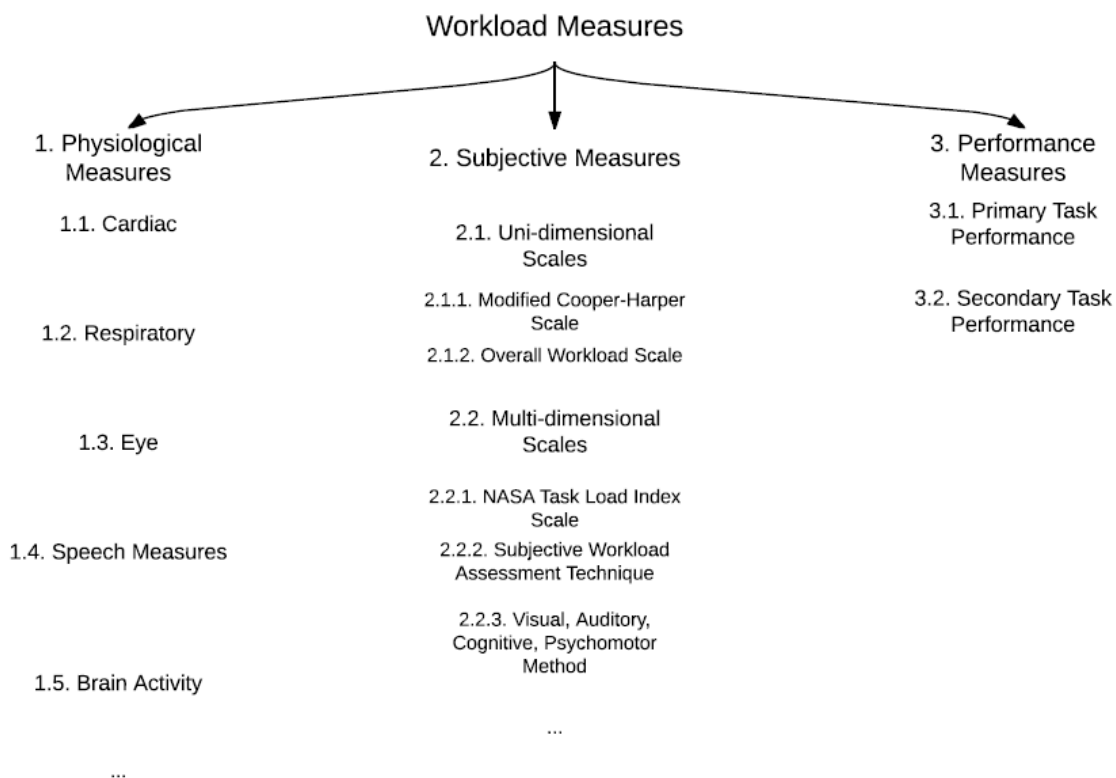 Workload Measures
1. Physiological
Measures
1.1. Cardiac
1.2. Respiratory
1.3. Eye
1.4. Speech Measures
1.5. Brain Activity
...
2. Subjective Measures
2.1. Uni-dimensional
Scales
2.1.1. Modified Cooper-Harper
Scale
2.1.2. Overall Workload Scale
2.2. Multi-dimensional
Scales
2.2.1. NASA Task Load Index
Scale
2.2.2. Subjective Workload
Assessment Technique
2.2.3. Visual, Auditory,
Cognitive, Psychomotor
Method
...
3. Performance
Measures
3.1. Primary Task
Performance
3.2. Secondary Task
Performance